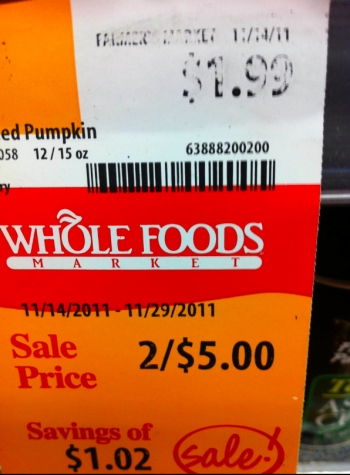 FARMER'S MARKET 11/14/11
$1.99
ed Pumpkin
058 12/15 oz
63888200200
ry
WHOLE FOODS
MARKET
11/14/2011 - 11/29/2011
Sale
Price
2/$5.00
Savings of
$1.02
sale!